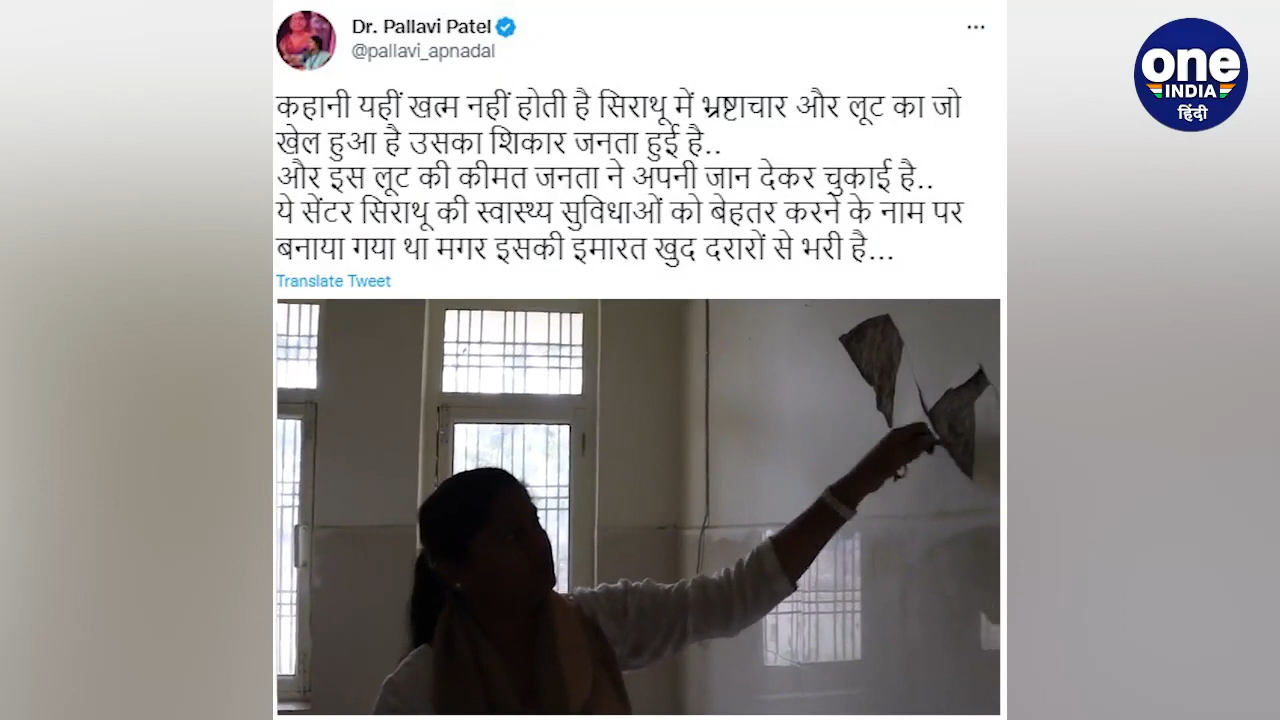 Dr. Pallavi Patel
@pallavi_apnadal
कहानी यहीं खत्म नहीं होती है सिराथू में भ्रष्टाचार और लूट का जो
खेल हुआ है उसका शिकार जनता हुई है..
और इस लूट की कीमत जनता ने अपनी जान देकर चुकाई है..
ये सेंटर सिराथू की स्वास्थ्य सुविधाओं को बेहतर करने के नाम पर
बनाया गया था मगर इसकी इमारत खुद दरारों से भरी है...
Translate Tweet
one
INDIA
हिंदी